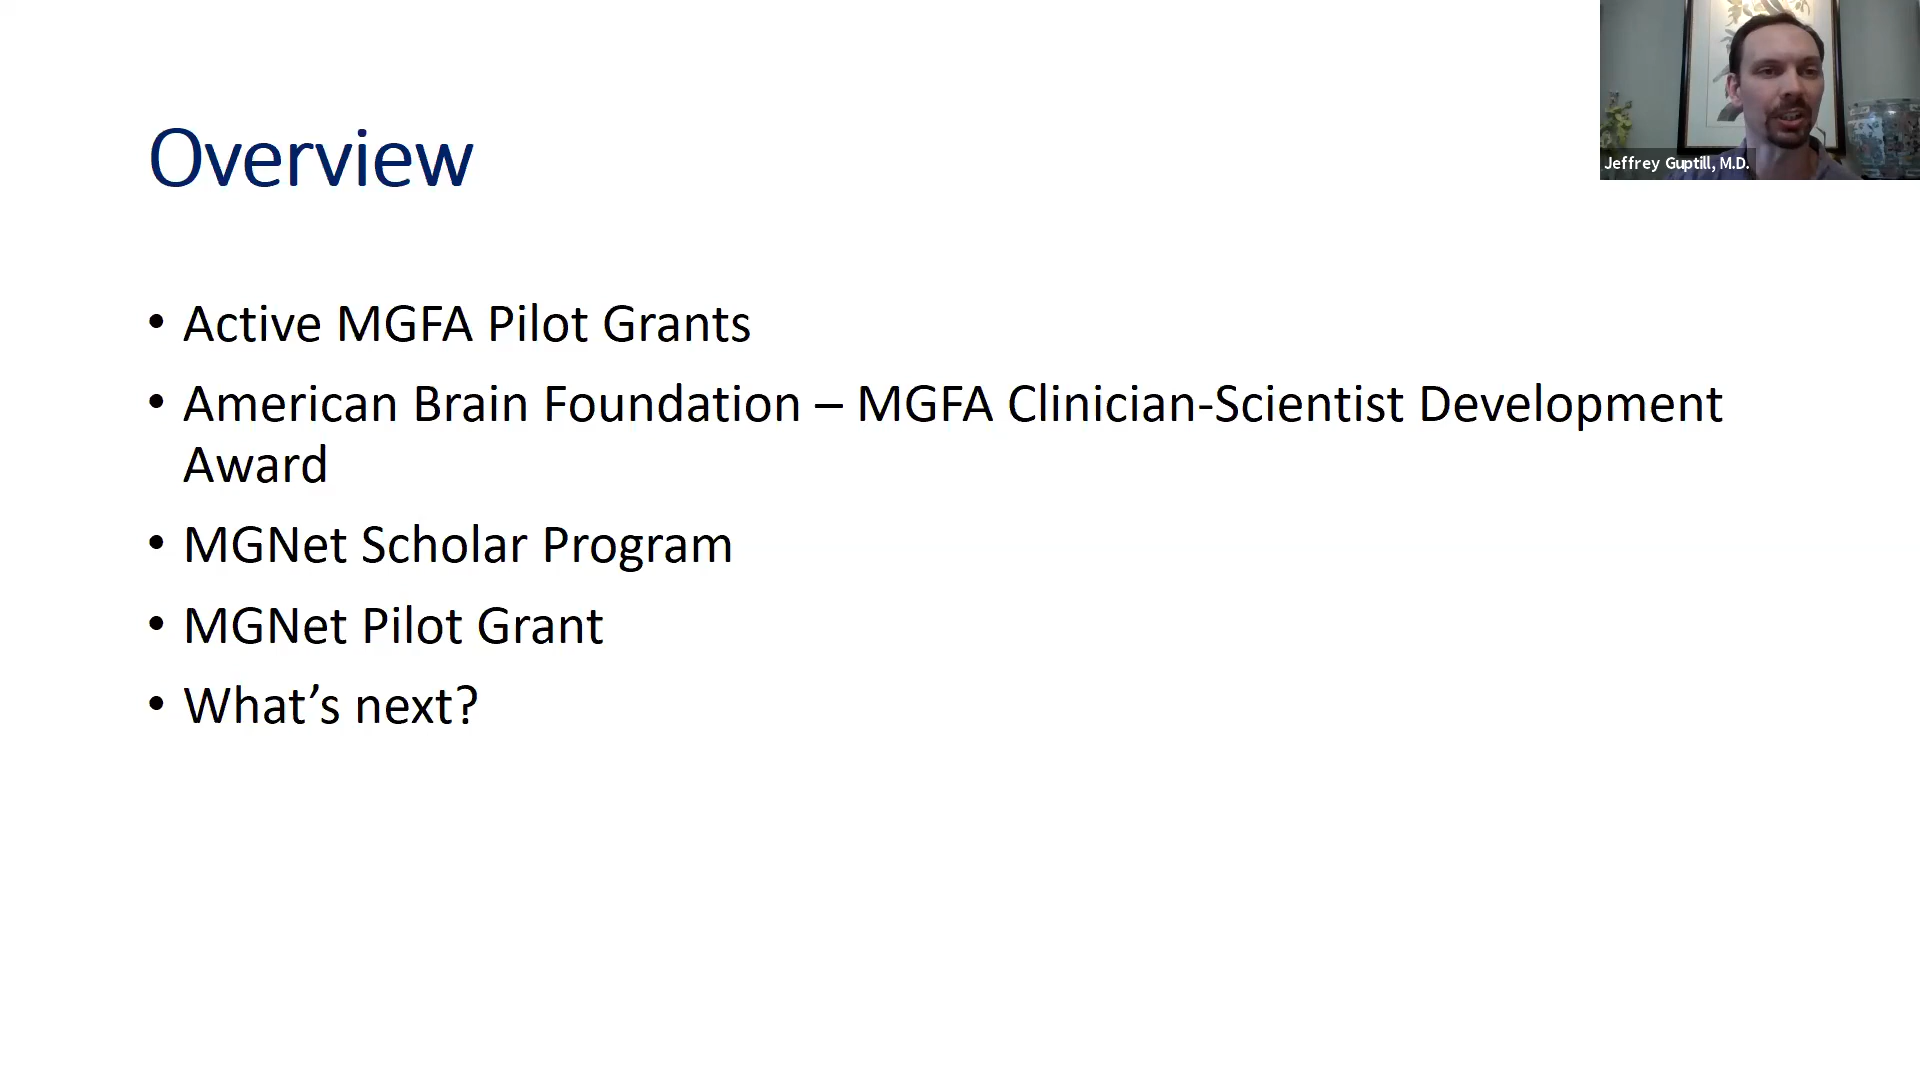 Overview
Jeffrey Guptill, M.D.
• Active MGFA Pilot Grants
• American Brain Foundation – MGFA Clinician-Scientist Development
Award
• MGNet Scholar Program
• MGNet Pilot Grant
• What’s next?